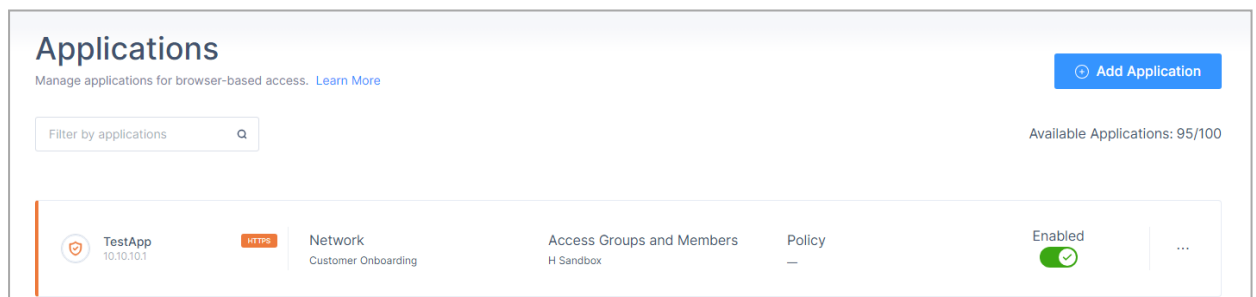 Applications
Manage applications for browser-based access. Learn More
Add Application
Filter by applications
Available Applications: 95/100
TestApp
10.10.10.1
HTTPS
Network
Customer Onboarding
Access Groups and Members
H Sandbox
Policy
—
Enabled
...